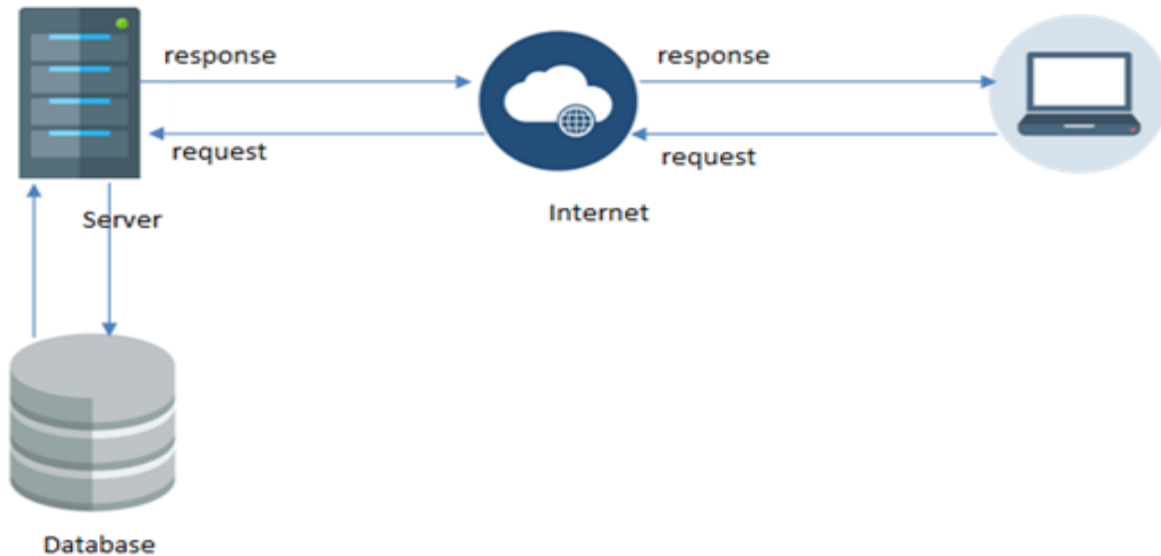 response
response
request
request
Server
Internet
Database